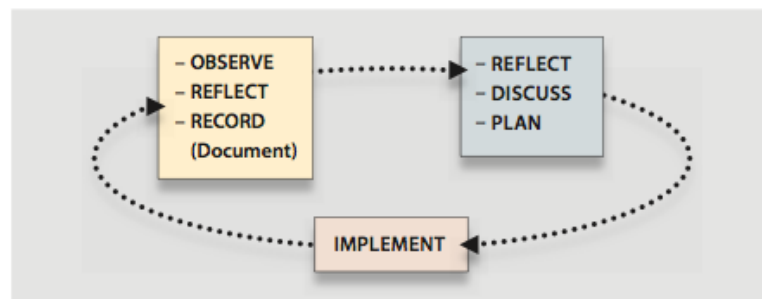 – OBSERVE
– REFLECT
– RECORD
(Document)
– REFLECT
– DISCUSS
– PLAN
IMPLEMENT